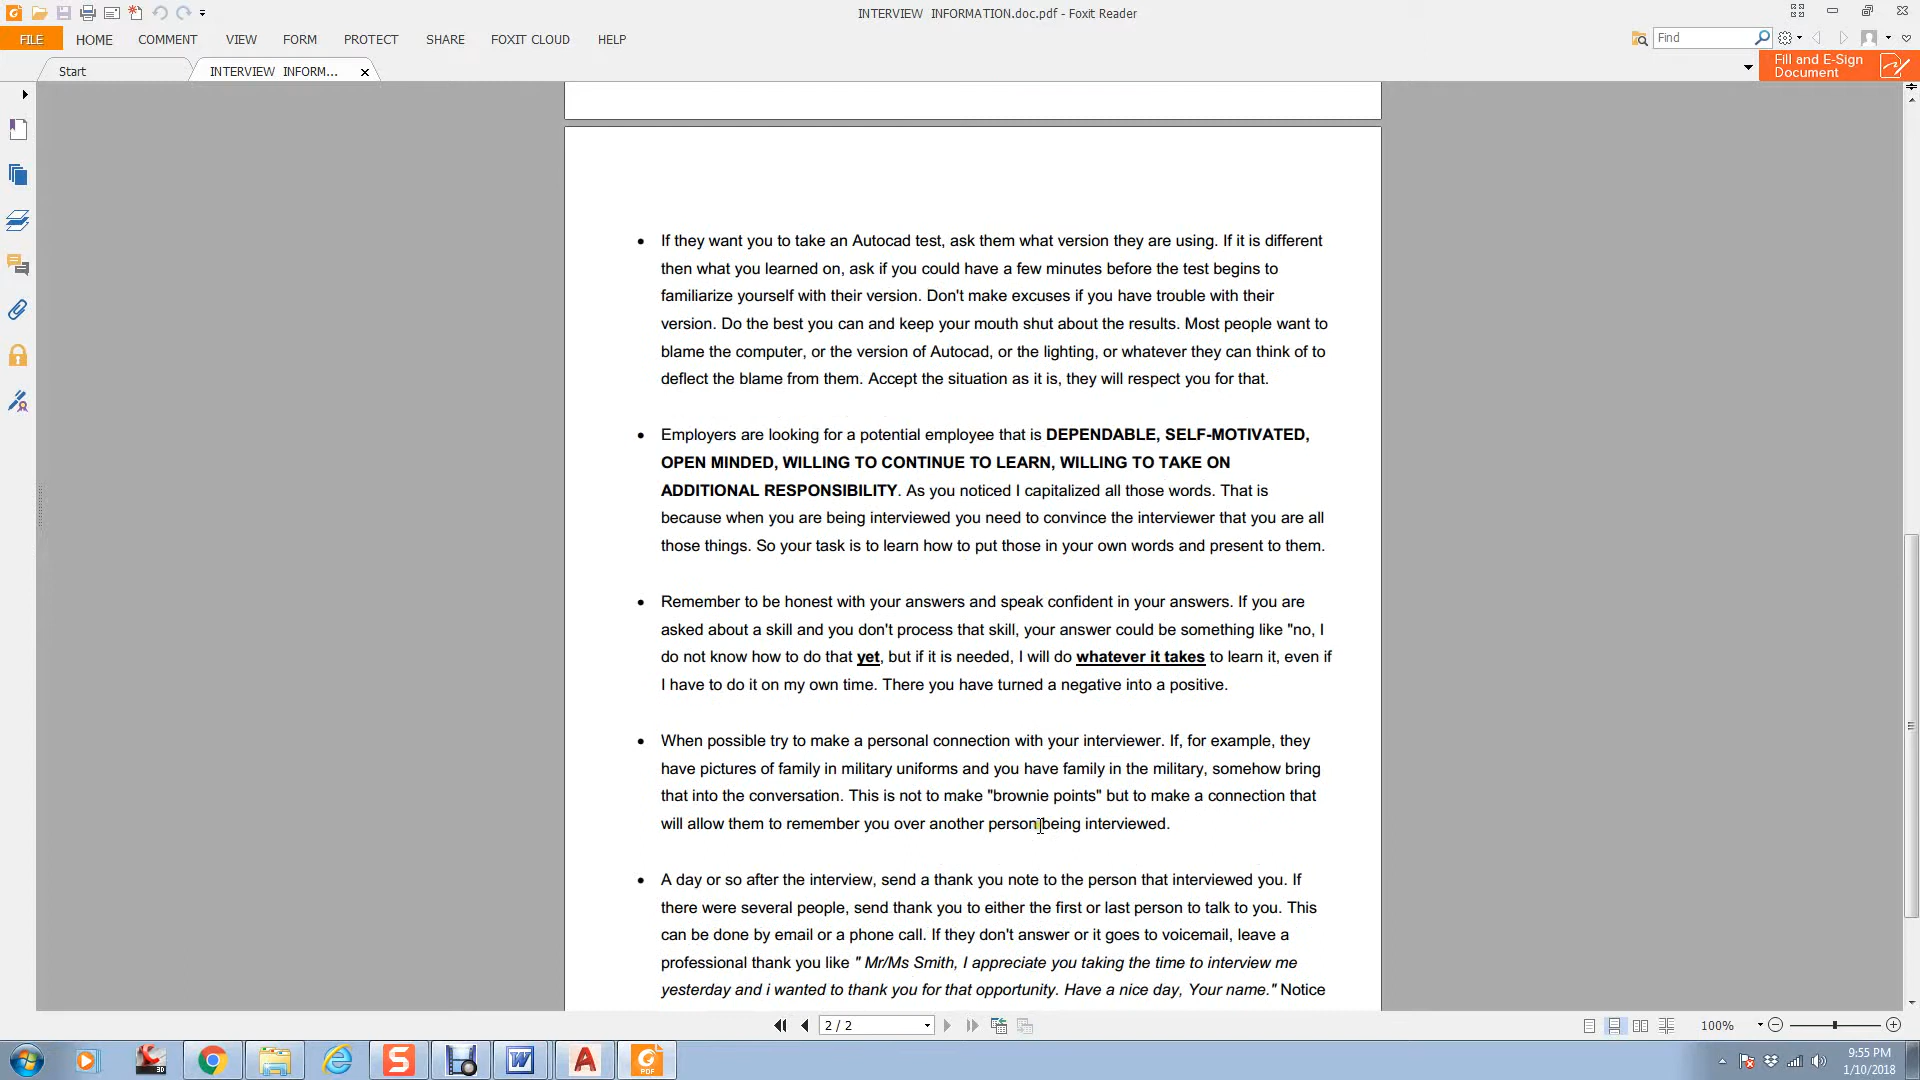 INTERVIEW INFORMATION.doc.pdf - Foxit Reader
FILE HOME COMMENT VIEW FORM PROTECT SHARE FOXIT CLOUD HELP
Find
Start
INTERVIEW INFORM...
Fill and E-Sign
Document
• If they want you to take an Autocad test, ask them what version they are using. If it is different
then what you learned on, ask if you could have a few minutes before the test begins to
familiarize yourself with their version. Don't make excuses if you have trouble with their
version. Do the best you can and keep your mouth shut about the results. Most people want to
blame the computer, or the version of Autocad, or the lighting, or whatever they can think of to
deflect the blame from them. Accept the situation as it is, they will respect you for that.
• Employers are looking for a potential employee that is DEPENDABLE, SELF-MOTIVATED,
OPEN MINDED, WILLING TO CONTINUE TO LEARN, WILLING TO TAKE ON
ADDITIONAL RESPONSIBILITY. As you noticed I capitalized all those words. That is
because when you are being interviewed you need to convince the interviewer that you are all
those things. So your task is to learn how to put those in your own words and present to them.
• Remember to be honest with your answers and speak confident in your answers. If you are
asked about a skill and you don't process that skill, your answer could be something like "no, I
do not know how to do that yet, but if it is needed, I will do whatever it takes to learn it, even if
I have to do it on my own time. There you have turned a negative into a positive.
• When possible try to make a personal connection with your interviewer. If, for example, they
have pictures of family in military uniforms and you have family in the military, somehow bring
that into the conversation. This is not to make "brownie points" but to make a connection that
will allow them to remember you over another person being interviewed.
• A day or so after the interview, send a thank you note to the person that interviewed you. If
there were several people, send thank you to either the first or last person to talk to you. This
can be done by email or a phone call. If they don't answer or it goes to voicemail, leave a
professional thank you like " Mr/Ms Smith, I appreciate you taking the time to interview me
yesterday and i wanted to thank you for that opportunity. Have a nice day, Your name." Notice
2 / 2
100%
3D
S
W
A
PDF
9:55 PM
1/10/2018